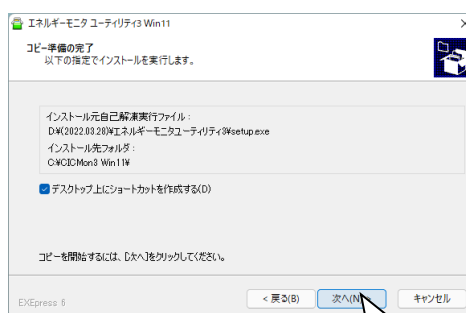 エネルギーモニタ ユーティリティ3 Win11
コピー準備の完了
以下の指定でインストールを実行します。
インストール元自己解凍実行ファイル：
D:¥(2022.03.28)¥エネルギーモニタユーティリティ3¥setup.exe
インストール先フォルダ：
C:¥CICMon3 Win11¥
デスクトップ上にショートカットを作成する(D)
コピーを開始するには、［次へ］をクリックしてください。
EXEpress 6
< 戻る(B)
次へ(N) >
キャンセル